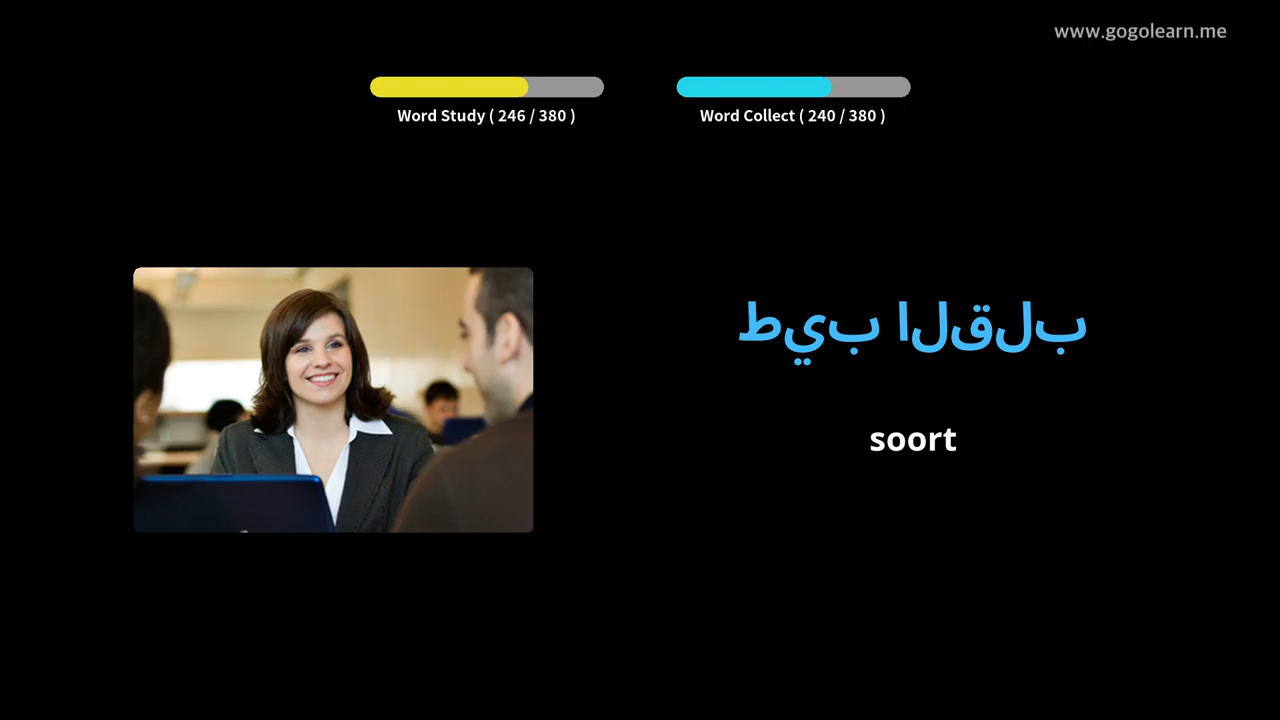 www.gogolearn.me
Word Study ( 246 / 380 )
Word Collect ( 240 / 380 )
طيب القلب
soort